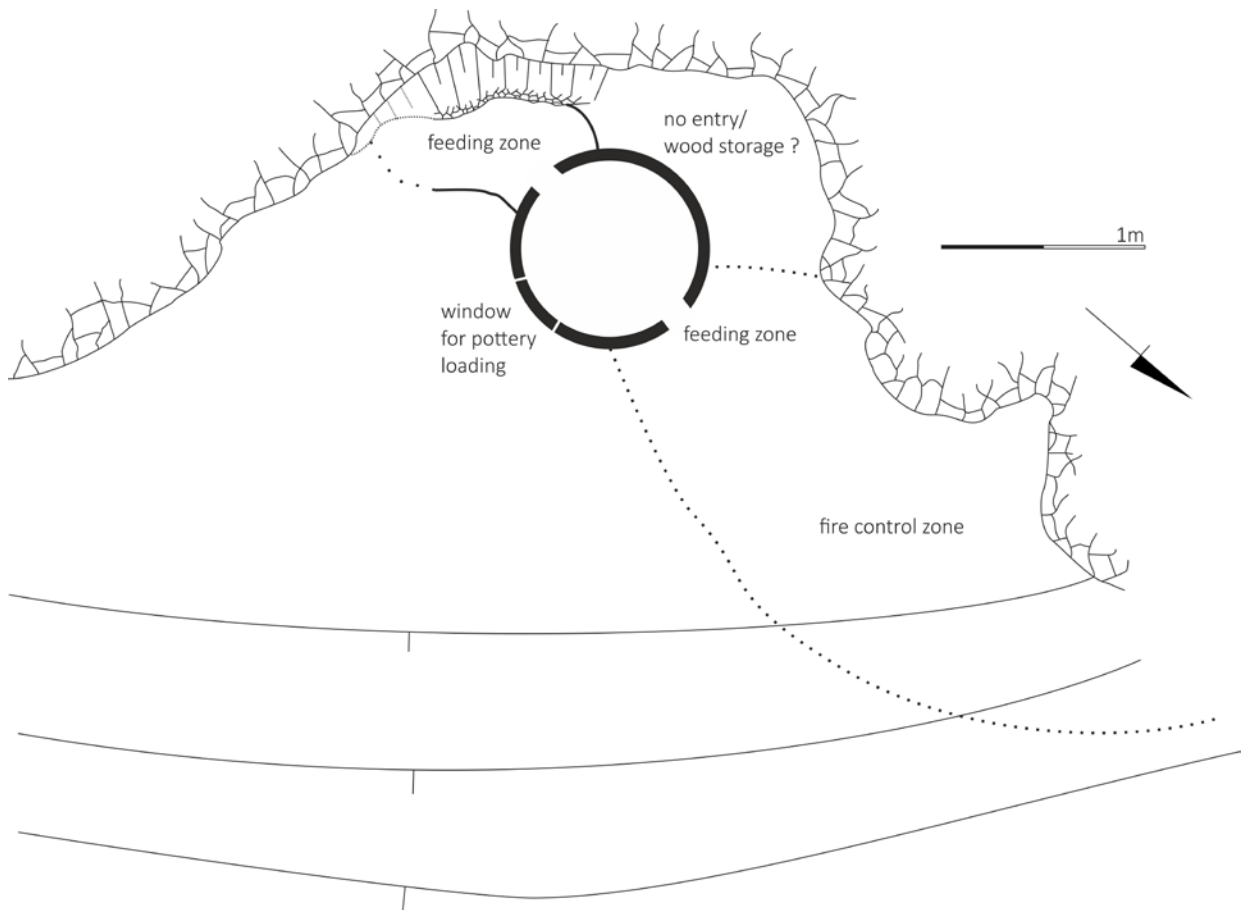 no entry/
wood storage ?
feeding zone
1m
window
for pottery
loading
feeding zone
fire control zone